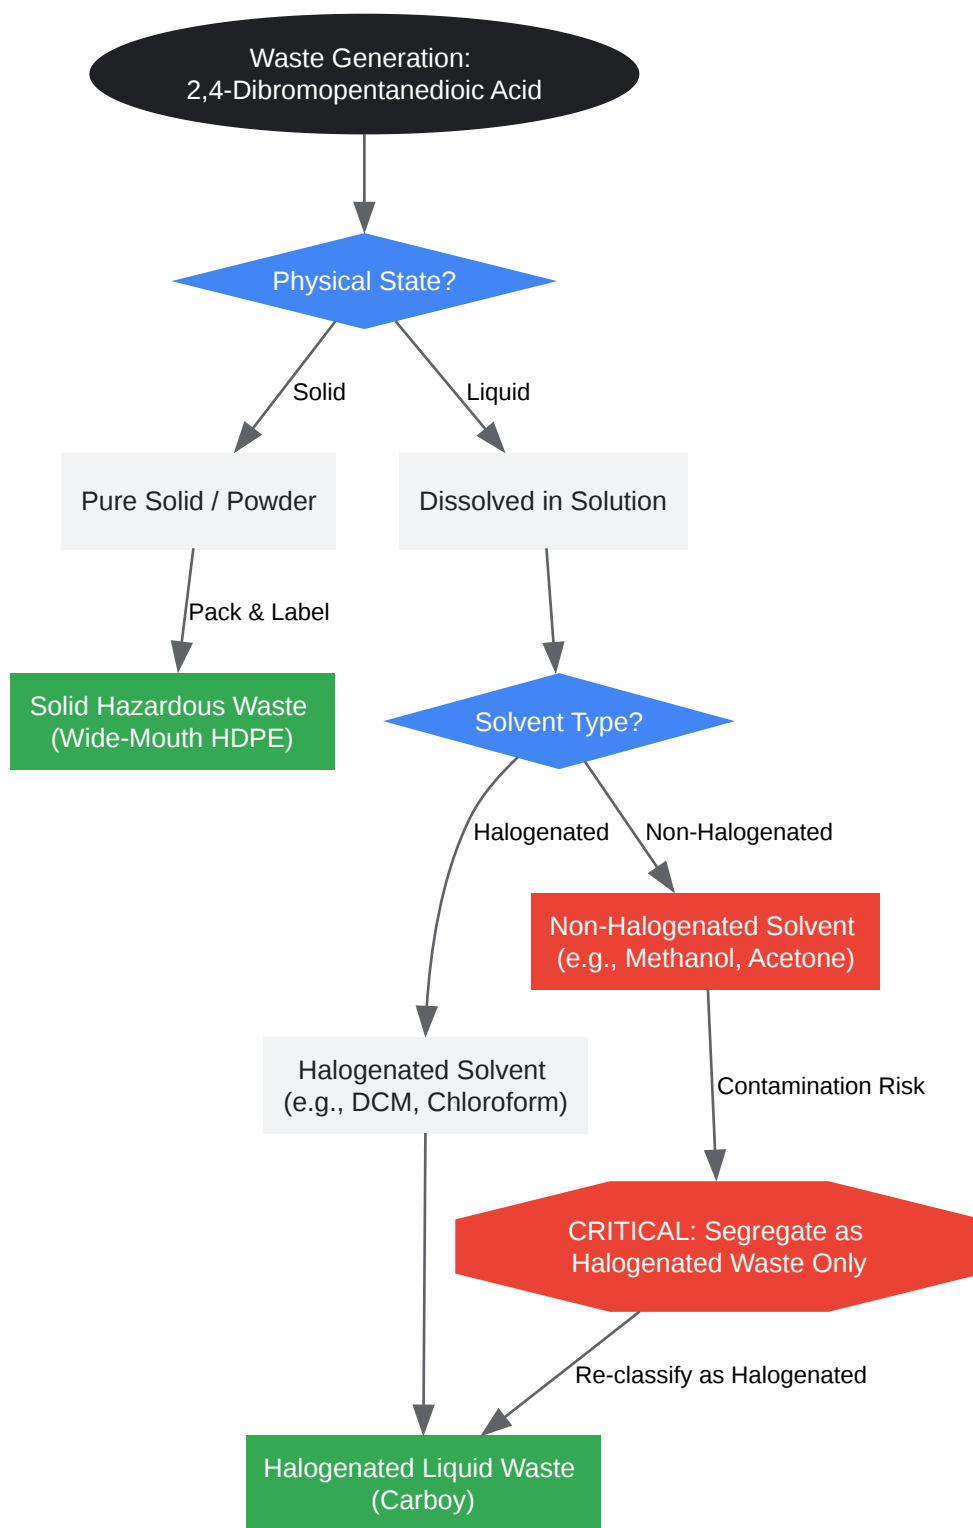 Waste Generation:
2,4-Dibromopentanedioic Acid
Physical State?
Solid
Liquid
Pure Solid / Powder
Dissolved in Solution
Pack & Label
Solid Hazardous Waste
(Wide-Mouth HDPE)
Solvent Type?
Halogenated
Non-Halogenated
Non-Halogenated Solvent
(e.g., Methanol, Acetone)
Halogenated Solvent
(e.g., DCM, Chloroform)
Contamination Risk
CRITICAL: Segregate as
Halogenated Waste Only
Re-classify as Halogenated
Halogenated Liquid Waste
(Carboy)